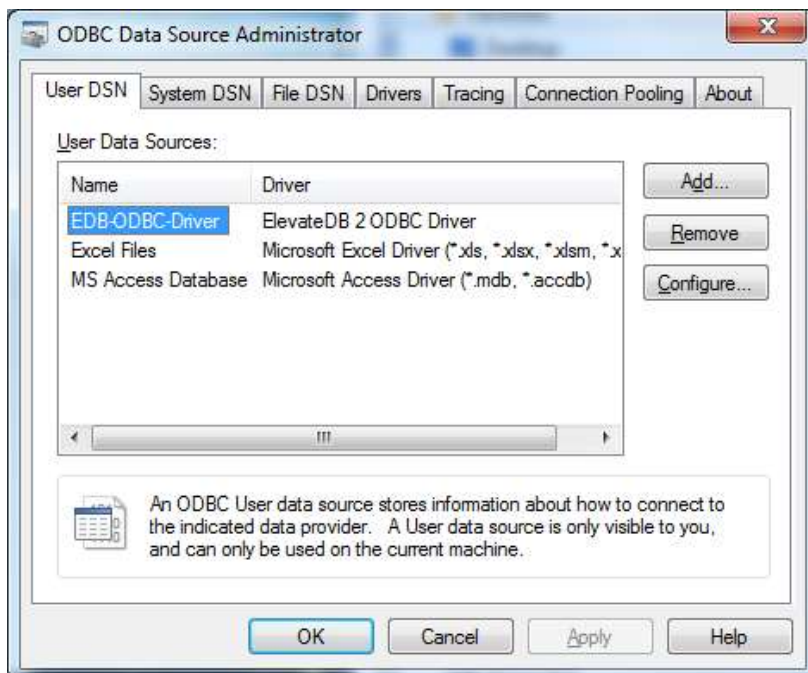 ODBC Data Source Administrator
User DSN System DSN File DSN Drivers Tracing Connection Pooling About
User Data Sources:
Name Driver
EDB-ODBC-Driver ElevateDB 2 ODBC Driver
Excel Files Microsoft Excel Driver (*.xls, *.xlsx, *.xlsm, *.x
MS Access Database Microsoft Access Driver (*.mdb, *.accdb)
Add...
Remove
Configure...
An ODBC User data source stores information about how to connect to
the indicated data provider. A User data source is only visible to you,
and can only be used on the current machine.
OK Cancel Apply Help